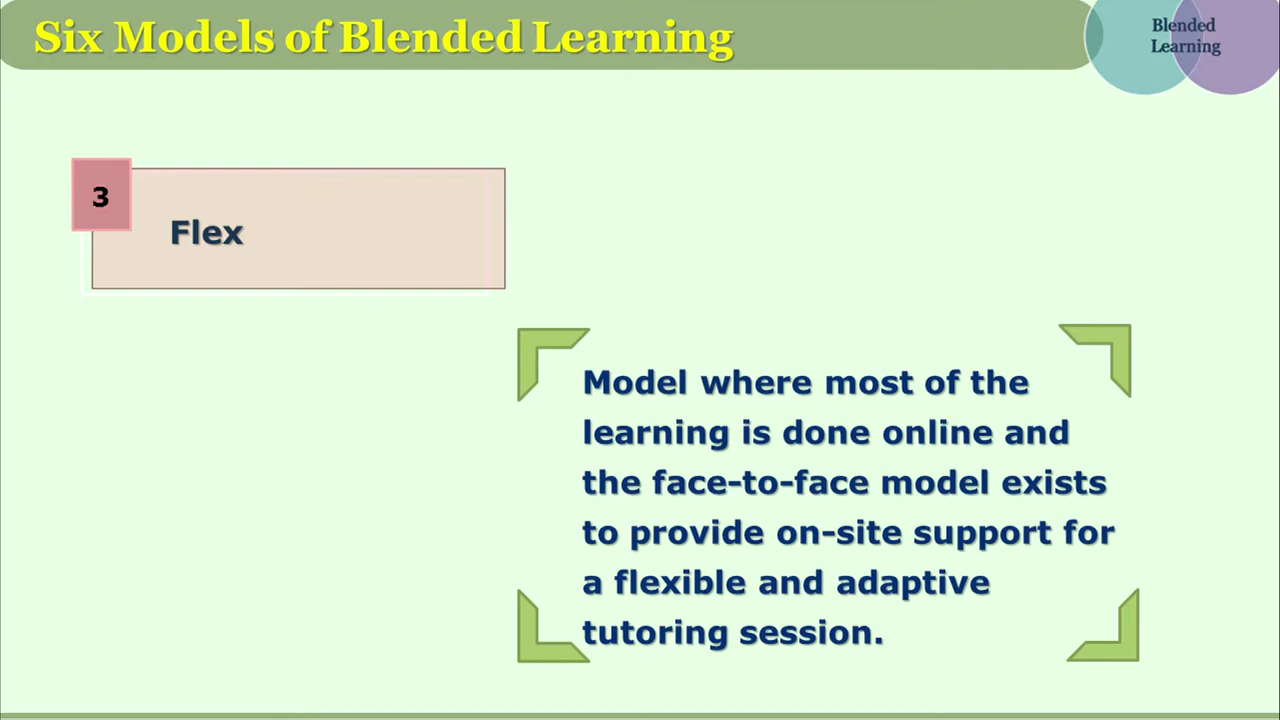 Six Models of Blended Learning
Blended
Learning
3
Flex
Model where most of the
learning is done online and
the face-to-face model exists
to provide on-site support for
a flexible and adaptive
tutoring session.